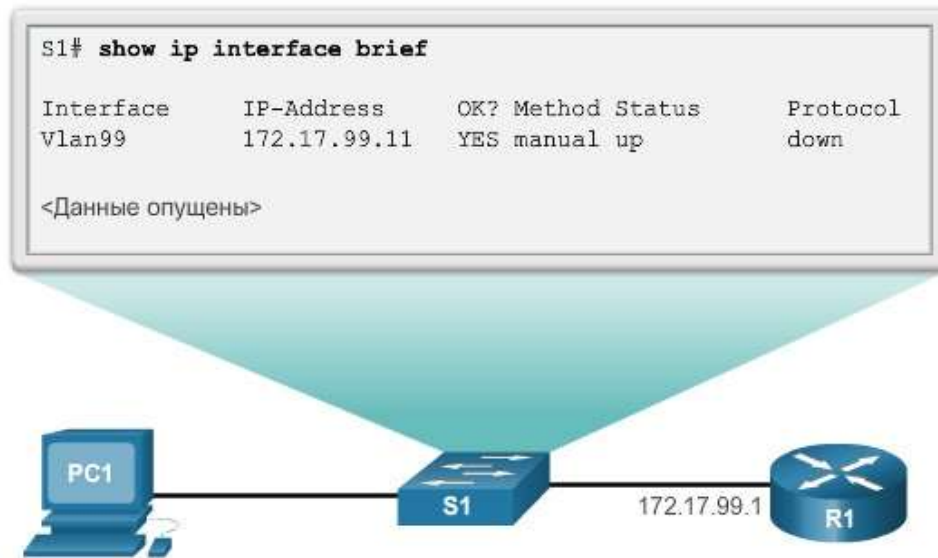 S1# show ip interface brief
Interface IP-Address OK? Method Status Protocol
Vlan99 172.17.99.11 YES manual up down
<Данные опущены>
PC1
S1
172.17.99.1
R1